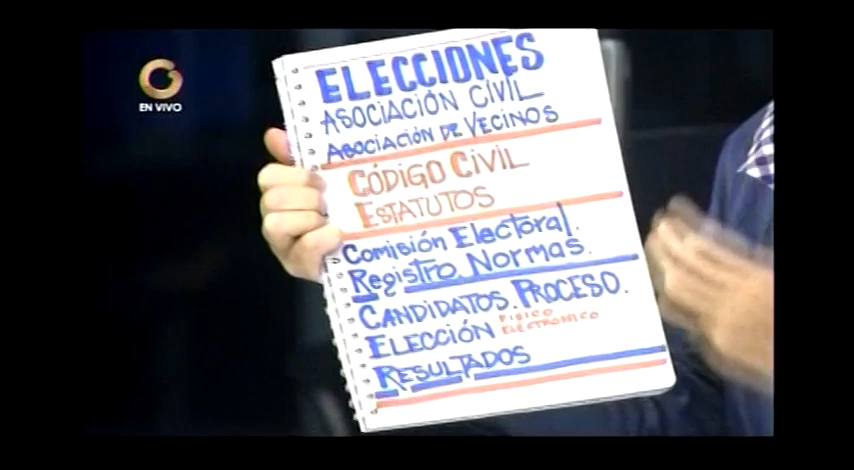 EN VIVO
ELECCIONES
ASOCIACIÓN CIVIL
ASOCIACIÓN DE VECINOS
CÓDIGO CIVIL
ESTATUTOS
Comisión Electoral.
Registro Normas.
CANDIDATOS. PROCESO.
ELECCIÓN FISICO
ELECTRONICO
RESULTADOS